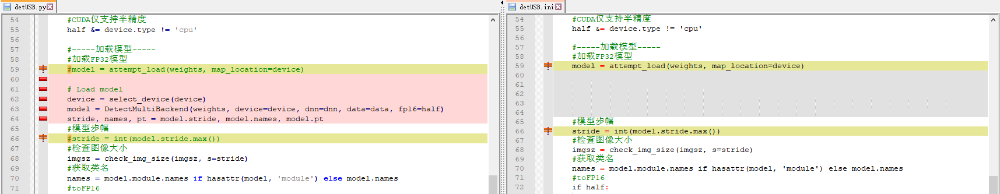 detUSB.py
54 #CUDA仅支持半精度
55 half &= device.type != 'cpu'
56
57 #-----加载模型-----
58 #加载FP32模型
59 #model = attempt_load(weights, map_location=device)
60
61 # Load model
62 device = select_device(device)
63 model = DetectMultiBackend(weights, device=device, dnn=dnn, data=data, fp16=half)
64 stride, names, pt = model.stride, model.names, model.pt
65 #模型步幅
66 #stride = int(model.stride.max())
67 #检查图像大小
68 imgsz = check_img_size(imgsz, s=stride)
69 #获取类名
70 names = model.module.names if hasattr(model, 'module') else model.names
71 #toFP16
detUSB.ini
54 #CUDA仅支持半精度
55 half &= device.type != 'cpu'
56
57 #-----加载模型-----
58 #加载FP32模型
59 model = attempt_load(weights, map_location=device)
60
61
62
63
64
65 #模型步幅
66 stride = int(model.stride.max())
67 #检查图像大小
68 imgsz = check_img_size(imgsz, s=stride)
69 #获取类名
70 names = model.module.names if hasattr(model, 'module') else model.names
71 #toFP16
72 if half: